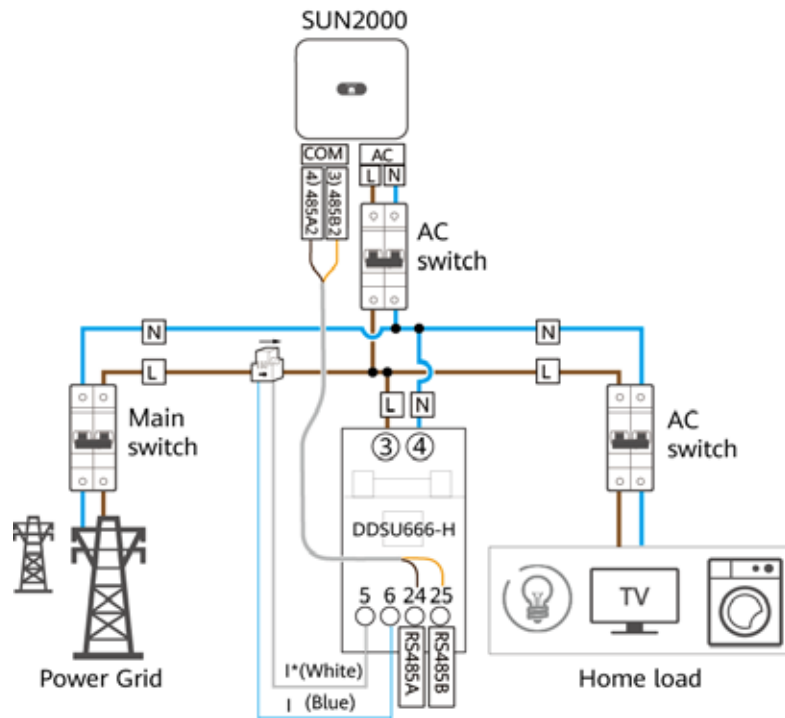 SUN2000
COM
AC
L
N
4) 485A2
3) 485B2
AC
switch
N
N
L
L
L
N
Main
switch
3
4
AC
switch
DDSU666-H
5
6
24
25
TV
RS485A
RS485B
I*(White)
I (Blue)
Power Grid
Home load